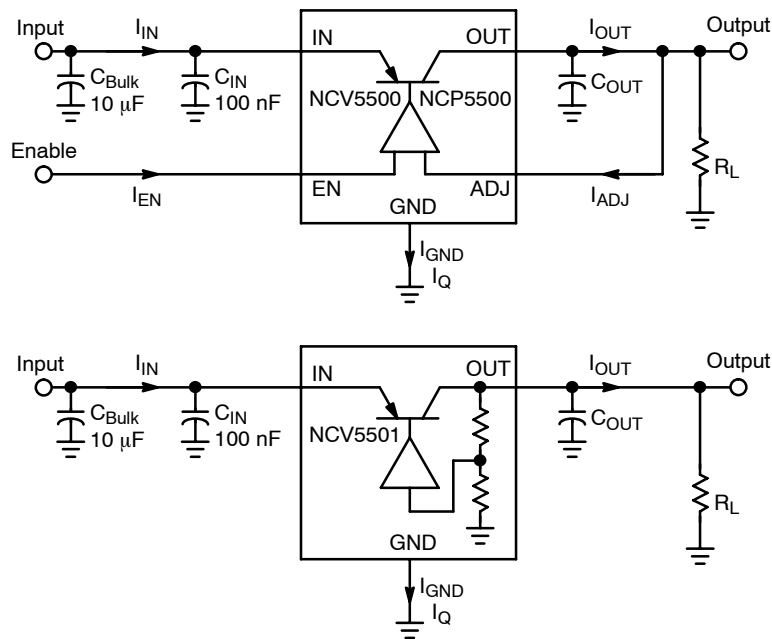 Input
I_IN
IN
OUT
I_OUT
Output
C_Bulk
10 μF
C_IN
100 nF
NCV5500
NCP5500
C_OUT
Enable
I_EN
EN
ADJ
I_ADJ
R_L
GND
I_GND
I_Q
Input
I_IN
IN
OUT
I_OUT
Output
C_Bulk
10 μF
C_IN
100 nF
NCV5501
C_OUT
R_L
GND
I_GND
I_Q